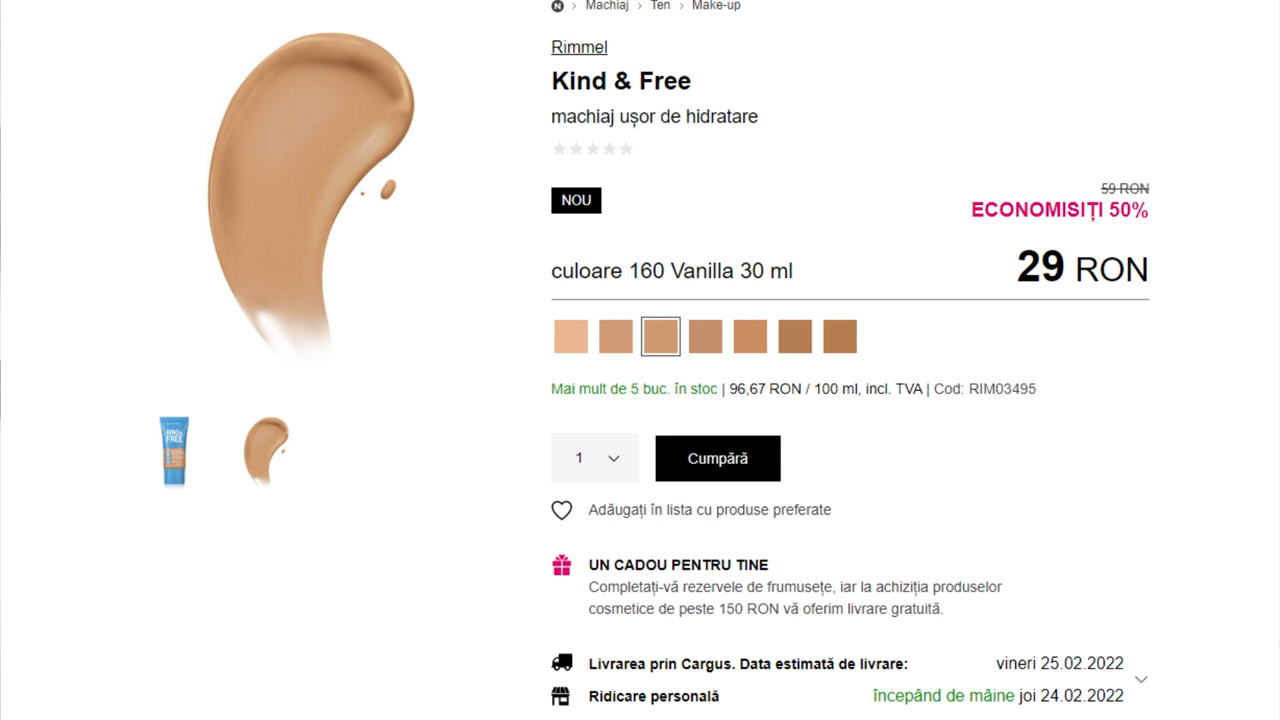 N › Machiaj › Ten › Make-up
Rimmel
Kind & Free
machiaj ușor de hidratare
NOU
59 RON
ECONOMISIȚI 50%
culoare 160 Vanilla 30 ml
29 RON
Mai mult de 5 buc. în stoc | 96,67 RON / 100 ml, incl. TVA | Cod: RIM03495
KIND &
FREE
1
Cumpără
Adăugați în lista cu produse preferate
UN CADOU PENTRU TINE
Completați-vă rezervele de frumusețe, iar la achiziția produselor
cosmetice de peste 150 RON vă oferim livrare gratuită.
Livrarea prin Cargus. Data estimată de livrare:
vineri 25.02.2022
Ridicare personală
începând de mâine joi 24.02.2022